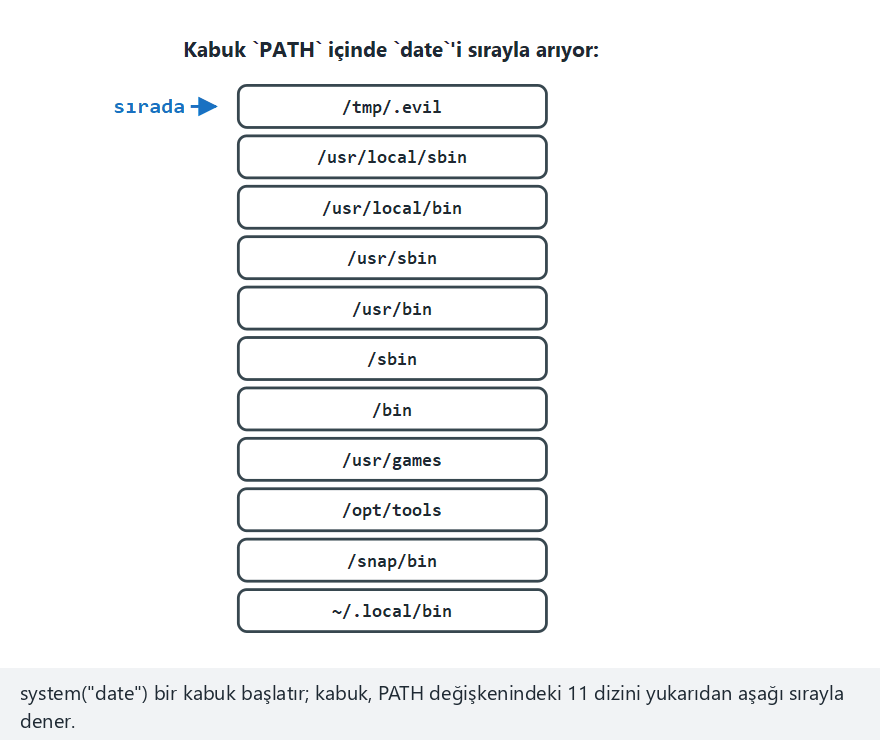 Kabuk `PATH` içinde `date`'i sırayla arıyor:
sırada
/tmp/.evil
/usr/local/sbin
/usr/local/bin
/usr/sbin
/usr/bin
/sbin
/bin
/usr/games
/opt/tools
/snap/bin
~/.local/bin
system("date") bir kabuk başlatır; kabuk, PATH değişkenindeki 11 dizini yukarıdan aşağı sırayla
dener.